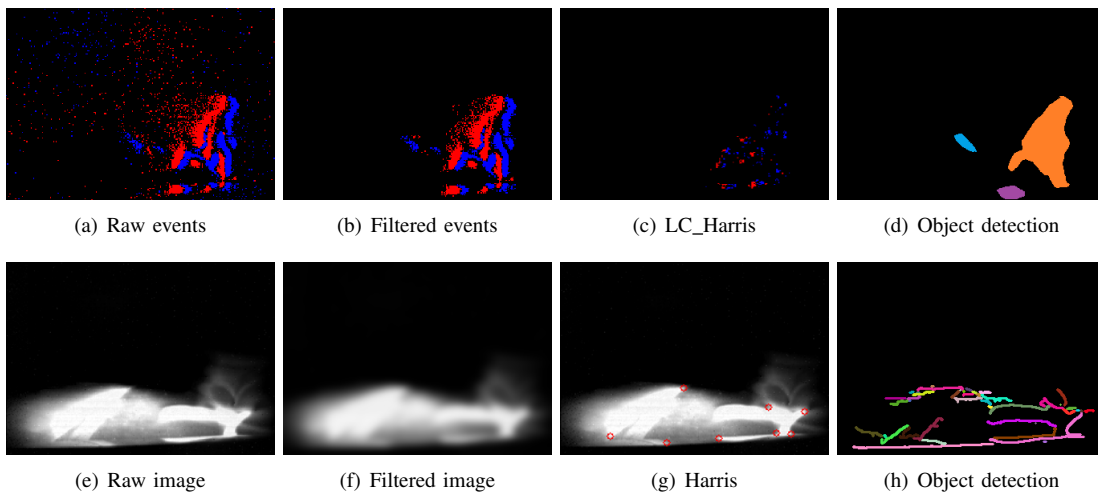 (a) Raw events
(b) Filtered events
(c) LC_Harris
(d) Object detection
(e) Raw image
(f) Filtered image
(g) Harris
(h) Object detection